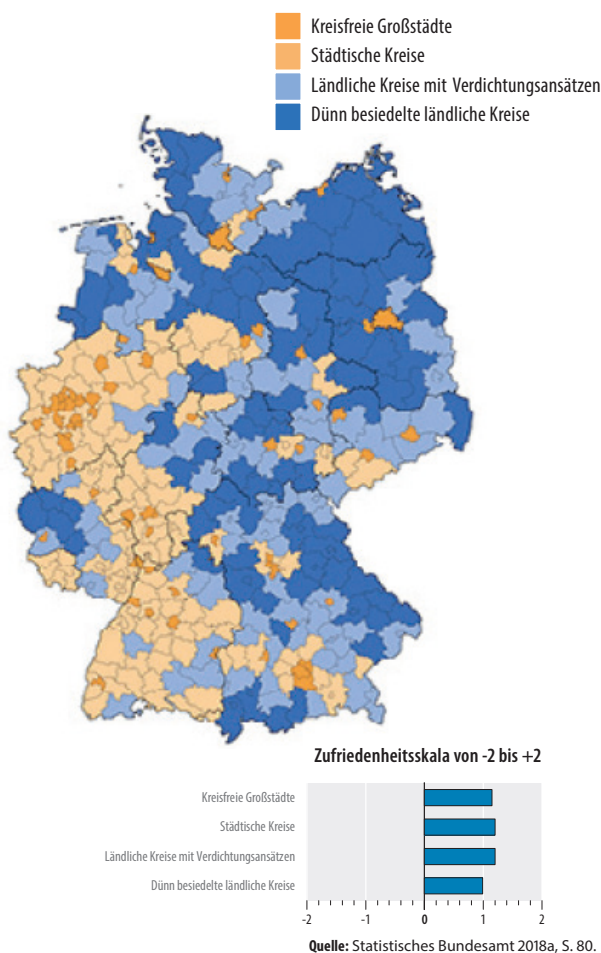 Kreisfreie Großstädte
Städtische Kreise
Ländliche Kreise mit Verdichtungsansätzen
Dünn besiedelte ländliche Kreise
Zufriedenheitsskala von -2 bis +2
Kreisfreie Großstädte
Städtische Kreise
Ländliche Kreise mit Verdichtungsansätzen
Dünn besiedelte ländliche Kreise
-2 -1 0 1 2
Quelle: Statistisches Bundesamt 2018a, S. 80.